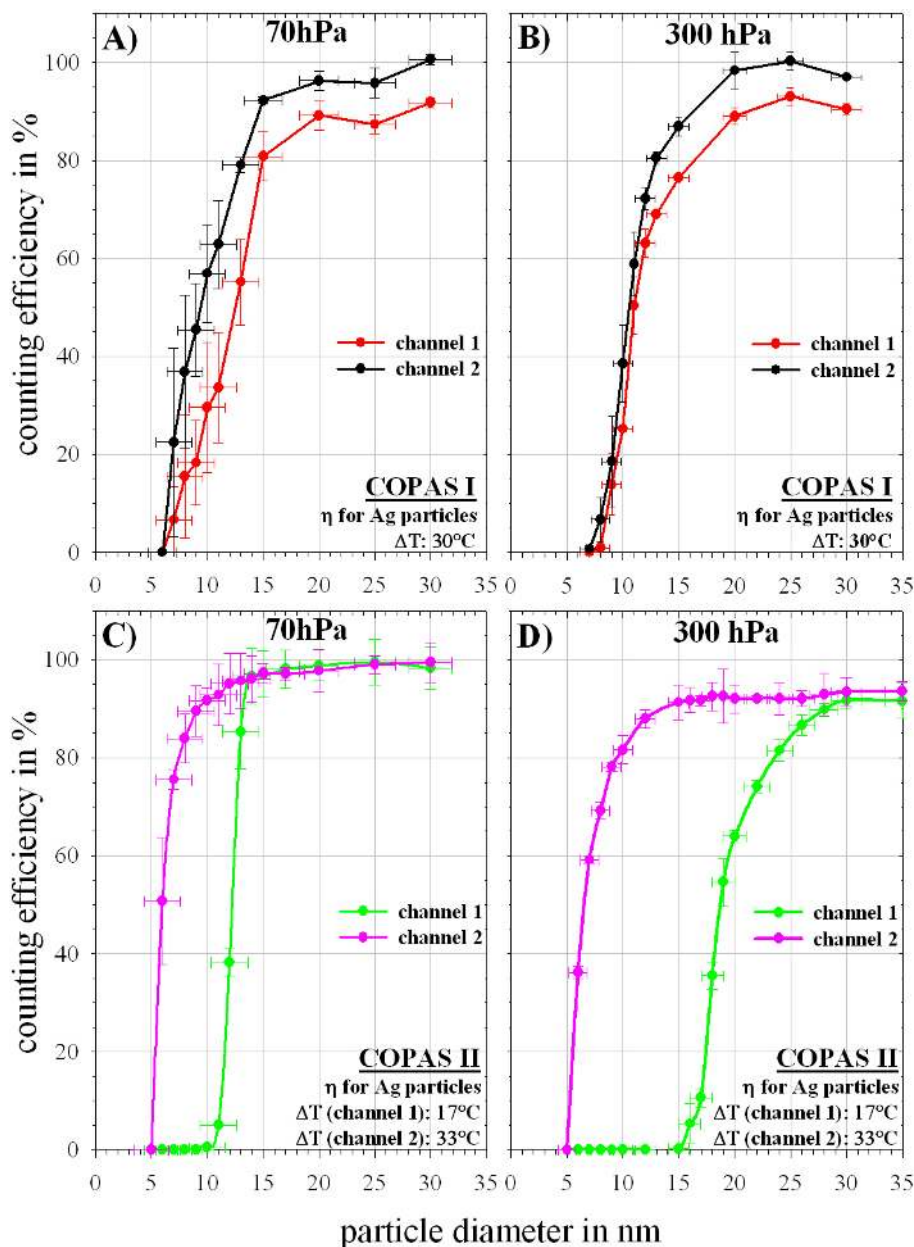 A)
70hPa
B)
300 hPa
counting efficiency in %
100
80
60
40
20
0
channel 1
channel 2
COPAS I
η for Ag particles
ΔT: 30°C
channel 1
channel 2
COPAS I
η for Ag particles
ΔT: 30°C
0 5 10 15 20 25 30 35
5 10 15 20 25 30 35
C)
70hPa
D)
300 hPa
counting efficiency in %
100
80
60
40
20
0
channel 1
channel 2
COPAS II
η for Ag particles
ΔT (channel 1): 17°C
ΔT (channel 2): 33°C
channel 1
channel 2
COPAS II
η for Ag particles
ΔT (channel 1): 17°C
ΔT (channel 2): 33°C
0 5 10 15 20 25 30
0 5 10 15 20 25 30 35
particle diameter in nm